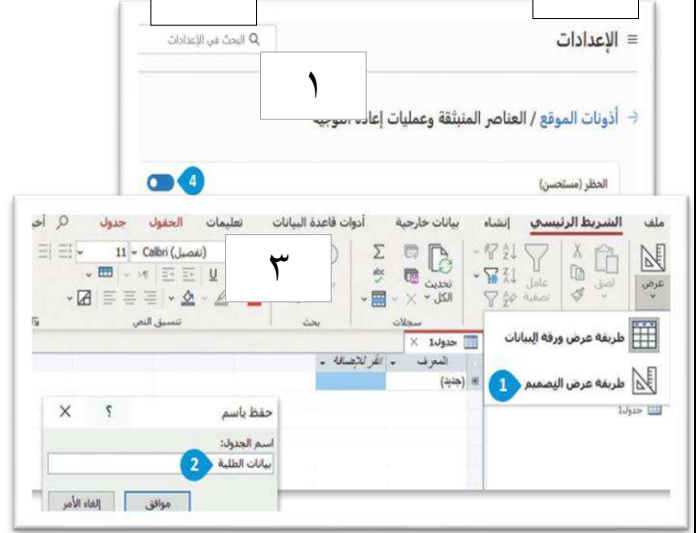 ≡ الإعدادات
البحث في الإعدادات
١
أذونات الموقع / العناصر المنبثقة وعمليات إعادة التوجيه
الحظر (مستحسن)
4
ملف الشريط الرئيسي إنشاء بيانات خارجية أدوات قاعدة البيانات تعليمات الحقول جدول
٣
11 Calibri (تفصيل)
عرض
لصق
عامل تصفية
تحديث الكل
سجلات
بحث
تنسيق النص
طريقة عرض ورقة البيانات
طريقة عرض التصميم 1
جدول1 ×
المعرف انقر للإضافة
(جديد)
جدول1
حفظ باسم ؟ ×
اسم الجدول:
بيانات الطلبة 2
موافق إلغاء الأمر